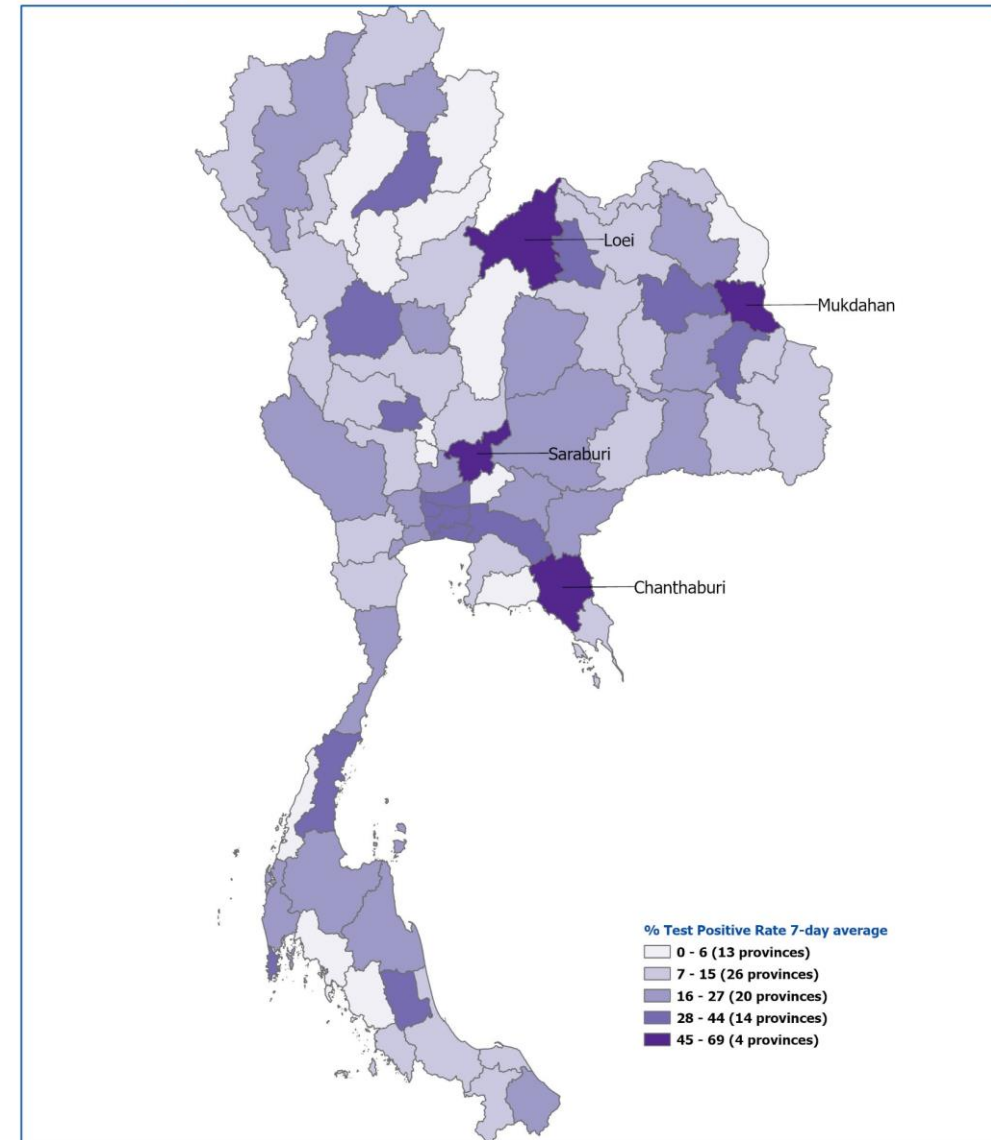 Loei
Mukdahan
Saraburi
Chanthaburi
% Test Positive Rate 7-day average
0 - 6 (13 provinces)
7 - 15 (26 provinces)
16 - 27 (20 provinces)
28 - 44 (14 provinces)
45 - 69 (4 provinces)